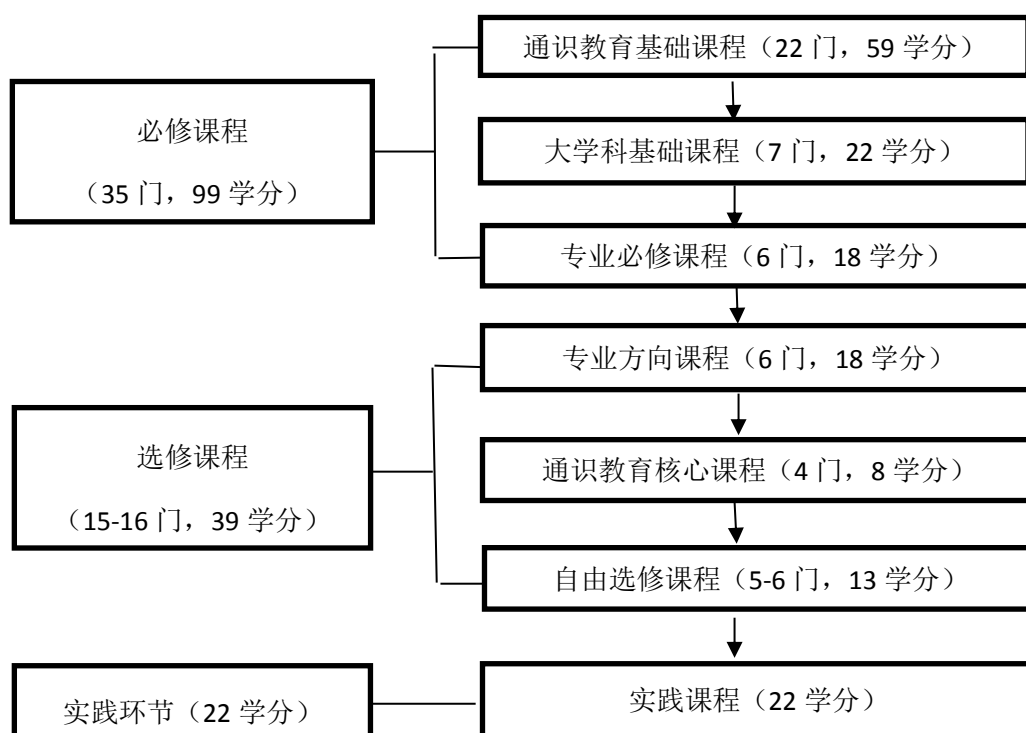 通识教育基础课程（22 门，59 学分）
必修课程
（35 门，99 学分）
大学科基础课程（7 门，22 学分）
专业必修课程（6 门，18 学分）
专业方向课程（6 门，18 学分）
选修课程
（15-16 门，39 学分）
通识教育核心课程（4 门，8 学分）
自由选修课程（5-6 门，13 学分）
实践环节（22 学分）
实践课程（22 学分）